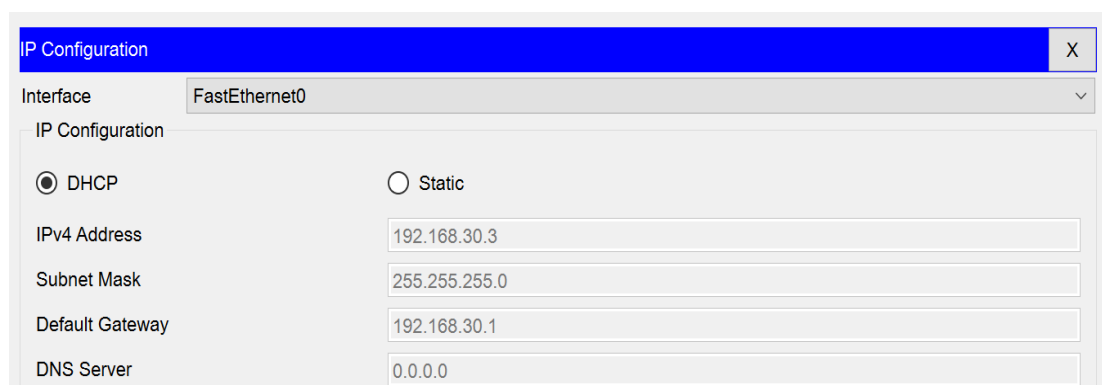 IP Configuration X
Interface FastEthernet0
IP Configuration
DHCP Static
IPv4 Address 192.168.30.3
Subnet Mask 255.255.255.0
Default Gateway 192.168.30.1
DNS Server 0.0.0.0